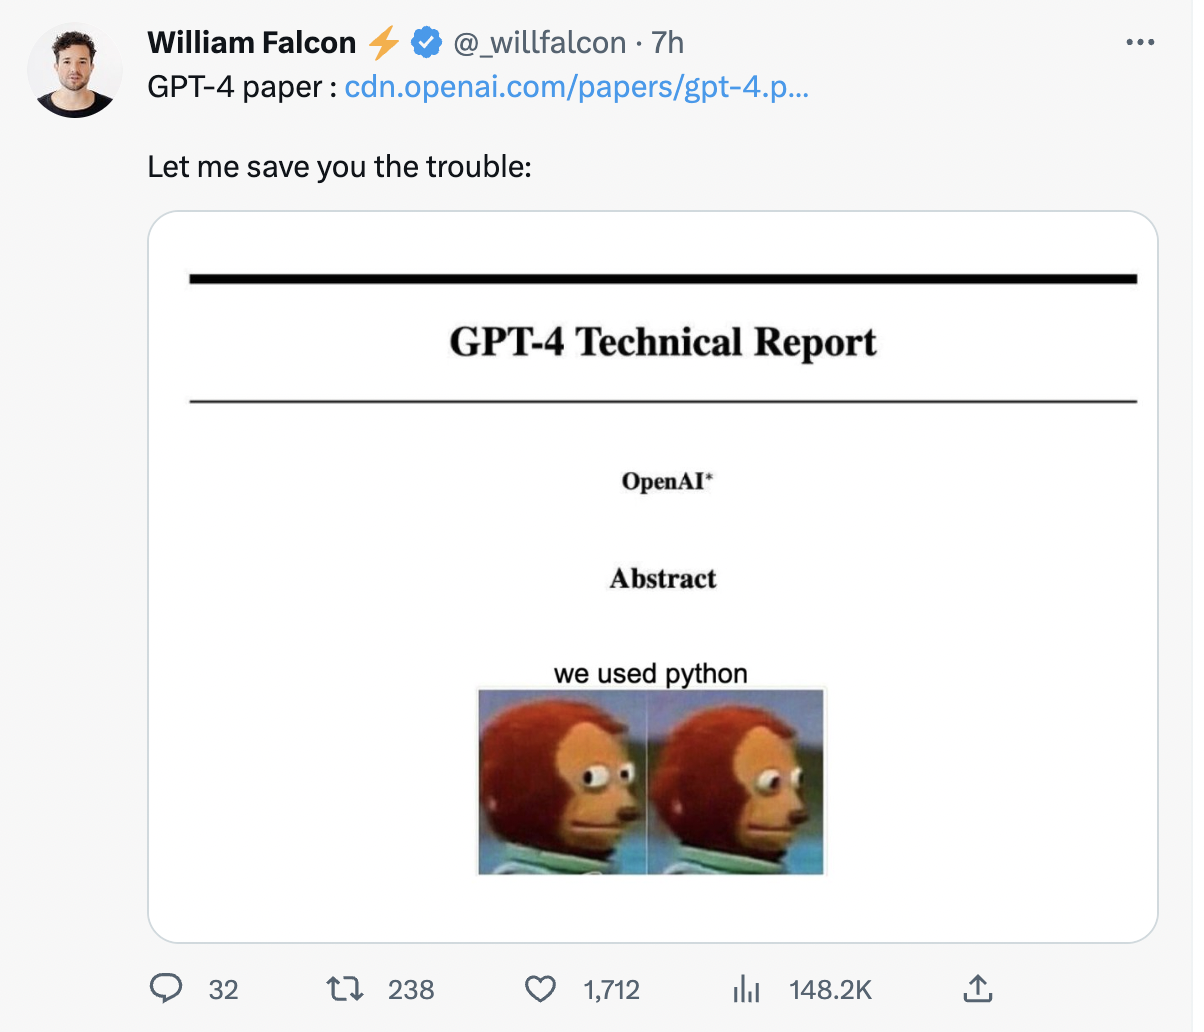 William Falcon ⚡ @_willfalcon · 7h
GPT-4 paper : cdn.openai.com/papers/gpt-4.p...
Let me save you the trouble:
GPT-4 Technical Report
OpenAI*
Abstract
we used python
32 238 1,712 148.2K